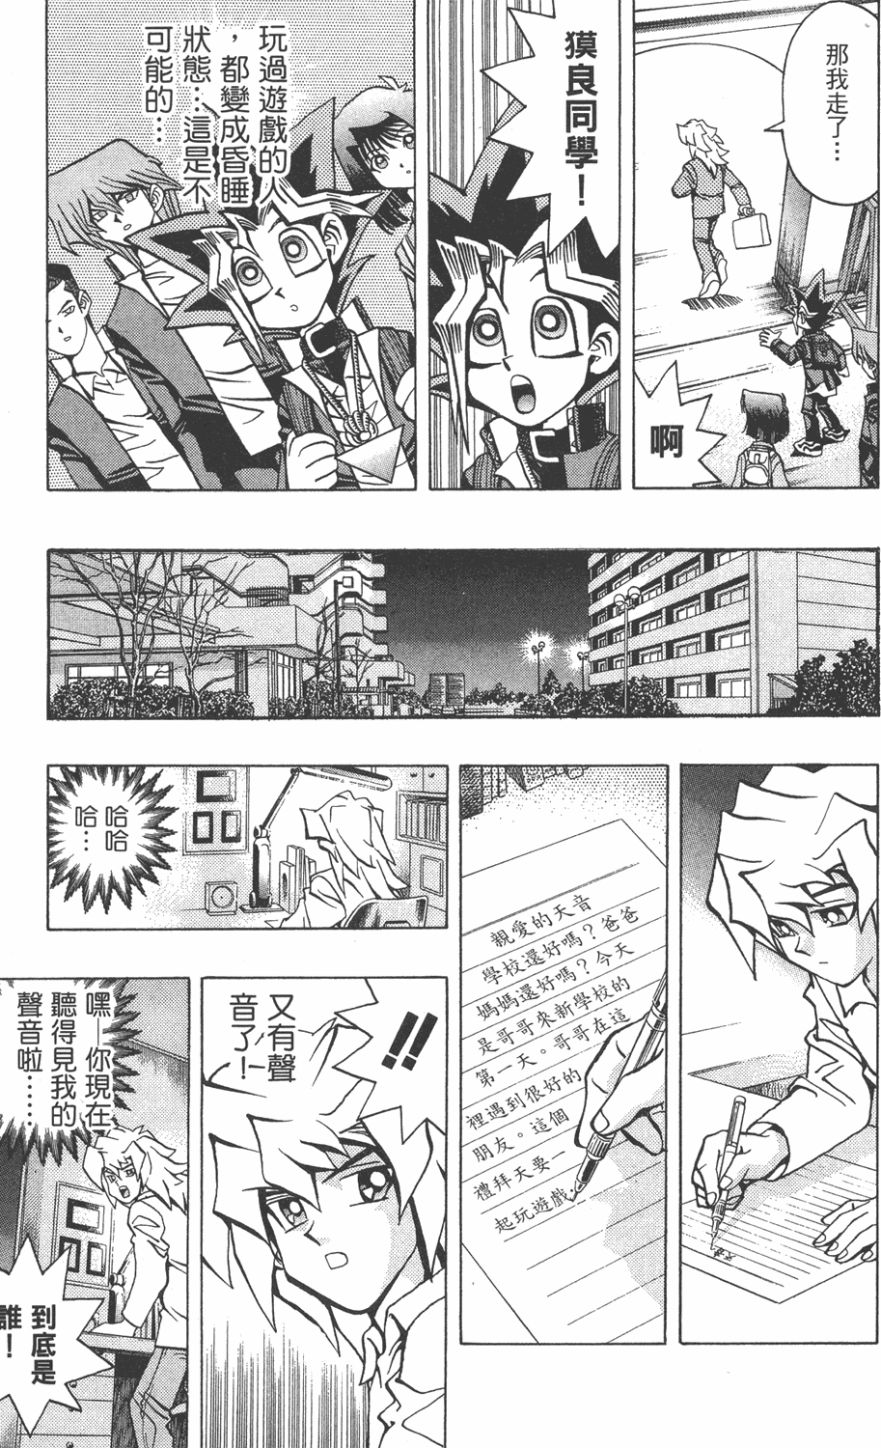 那我走了…
啊
獏良同學！
玩過遊戲的人
，都變成昏睡
狀態…這是不
可能的…
親愛的天音
學校還好嗎？爸爸
媽媽還好嗎？今天
是哥哥來新學校的
第一天。哥哥在這
裡遇到很好的
朋友。這個
禮拜天要一
起玩遊戲
哈哈
哈…
!!
又有聲
音了！
嘿—你現在
聽得見我的
聲音啦……
到底是
誰！